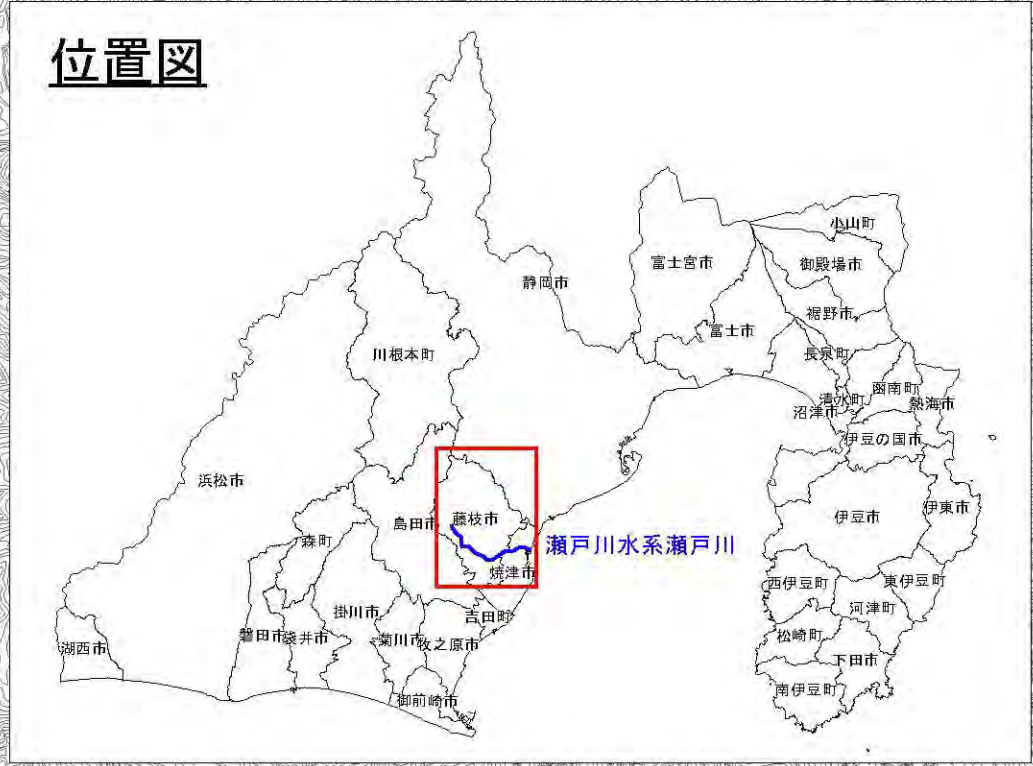 位置図
小山町
富士宮市
御殿場市
静岡市
裾野市
富士市
川根本町
長泉町
函南町
清水町
熱海市
沼津市
伊豆の国市
浜松市
伊豆市
伊東市
島田市
藤枝市
森町
瀬戸川水系瀬戸川
焼津市
西伊豆町
東伊豆町
掛川市
吉田町
河津町
磐田市
袋井市
菊川市
牧之原市
松崎町
湖西市
下田市
御前崎市
南伊豆町